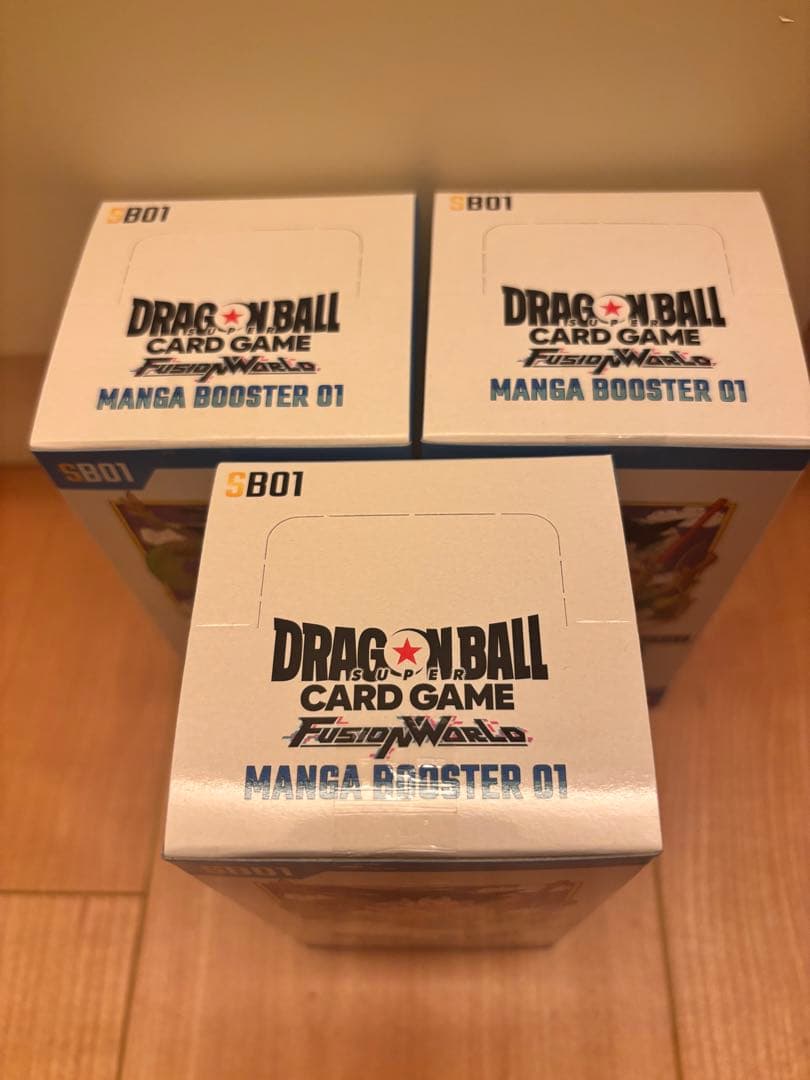 SB01
DRAGON BALL
SUPER
CARD GAME
FUSION WORLD
MANGA BOOSTER 01
SB01
DRAGON BALL
SUPER
CARD GAME
FUSION WORLD
MANGA BOOSTER 01
SB01
SB01
DRAGON BALL
SUPER
CARD GAME
FUSION WORLD
MANGA BOOSTER 01